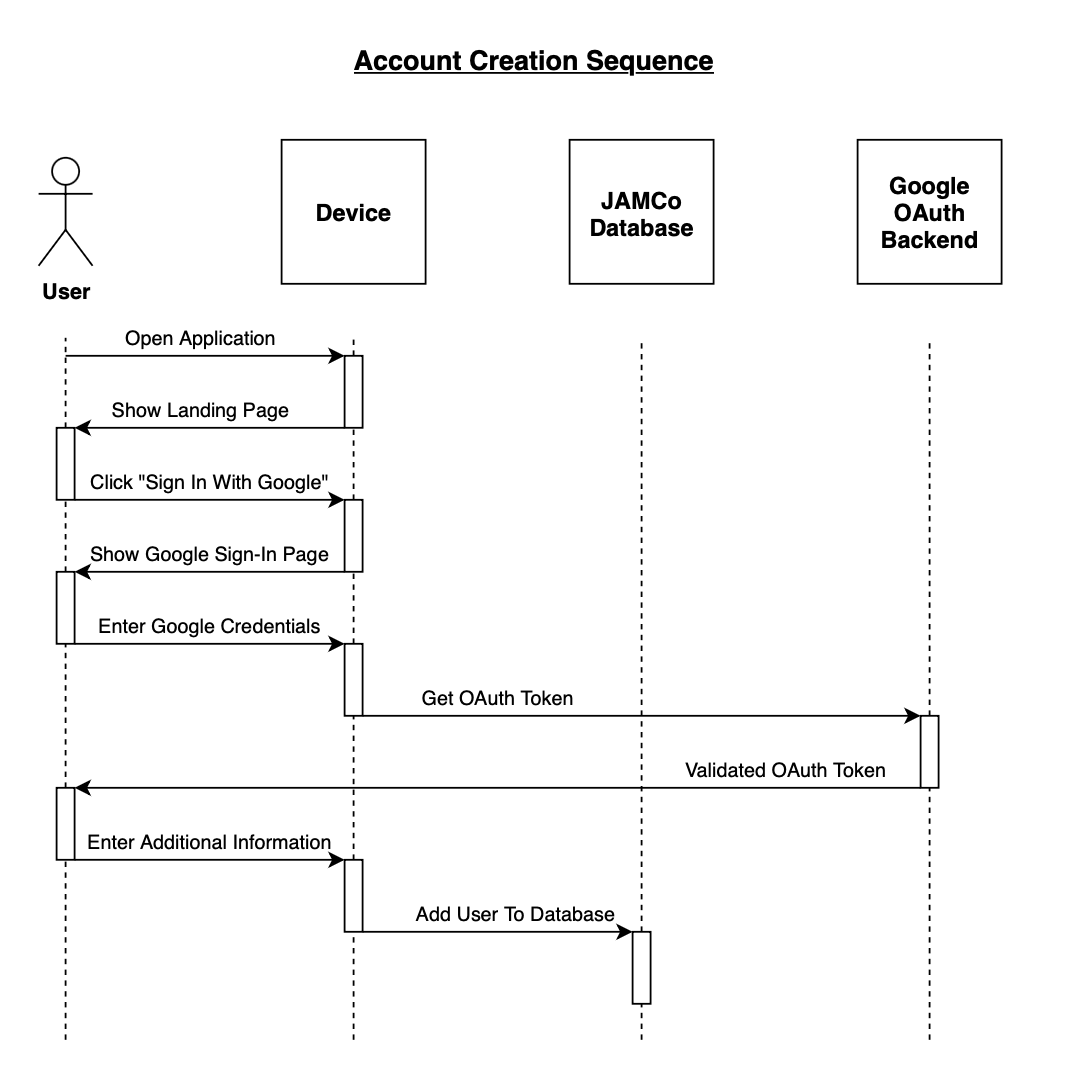 Account Creation Sequence
User
Device
JAMCo
Database
Google
OAuth
Backend
Open Application
Show Landing Page
Click "Sign In With Google"
Show Google Sign-In Page
Enter Google Credentials
Get OAuth Token
Validated OAuth Token
Enter Additional Information
Add User To Database